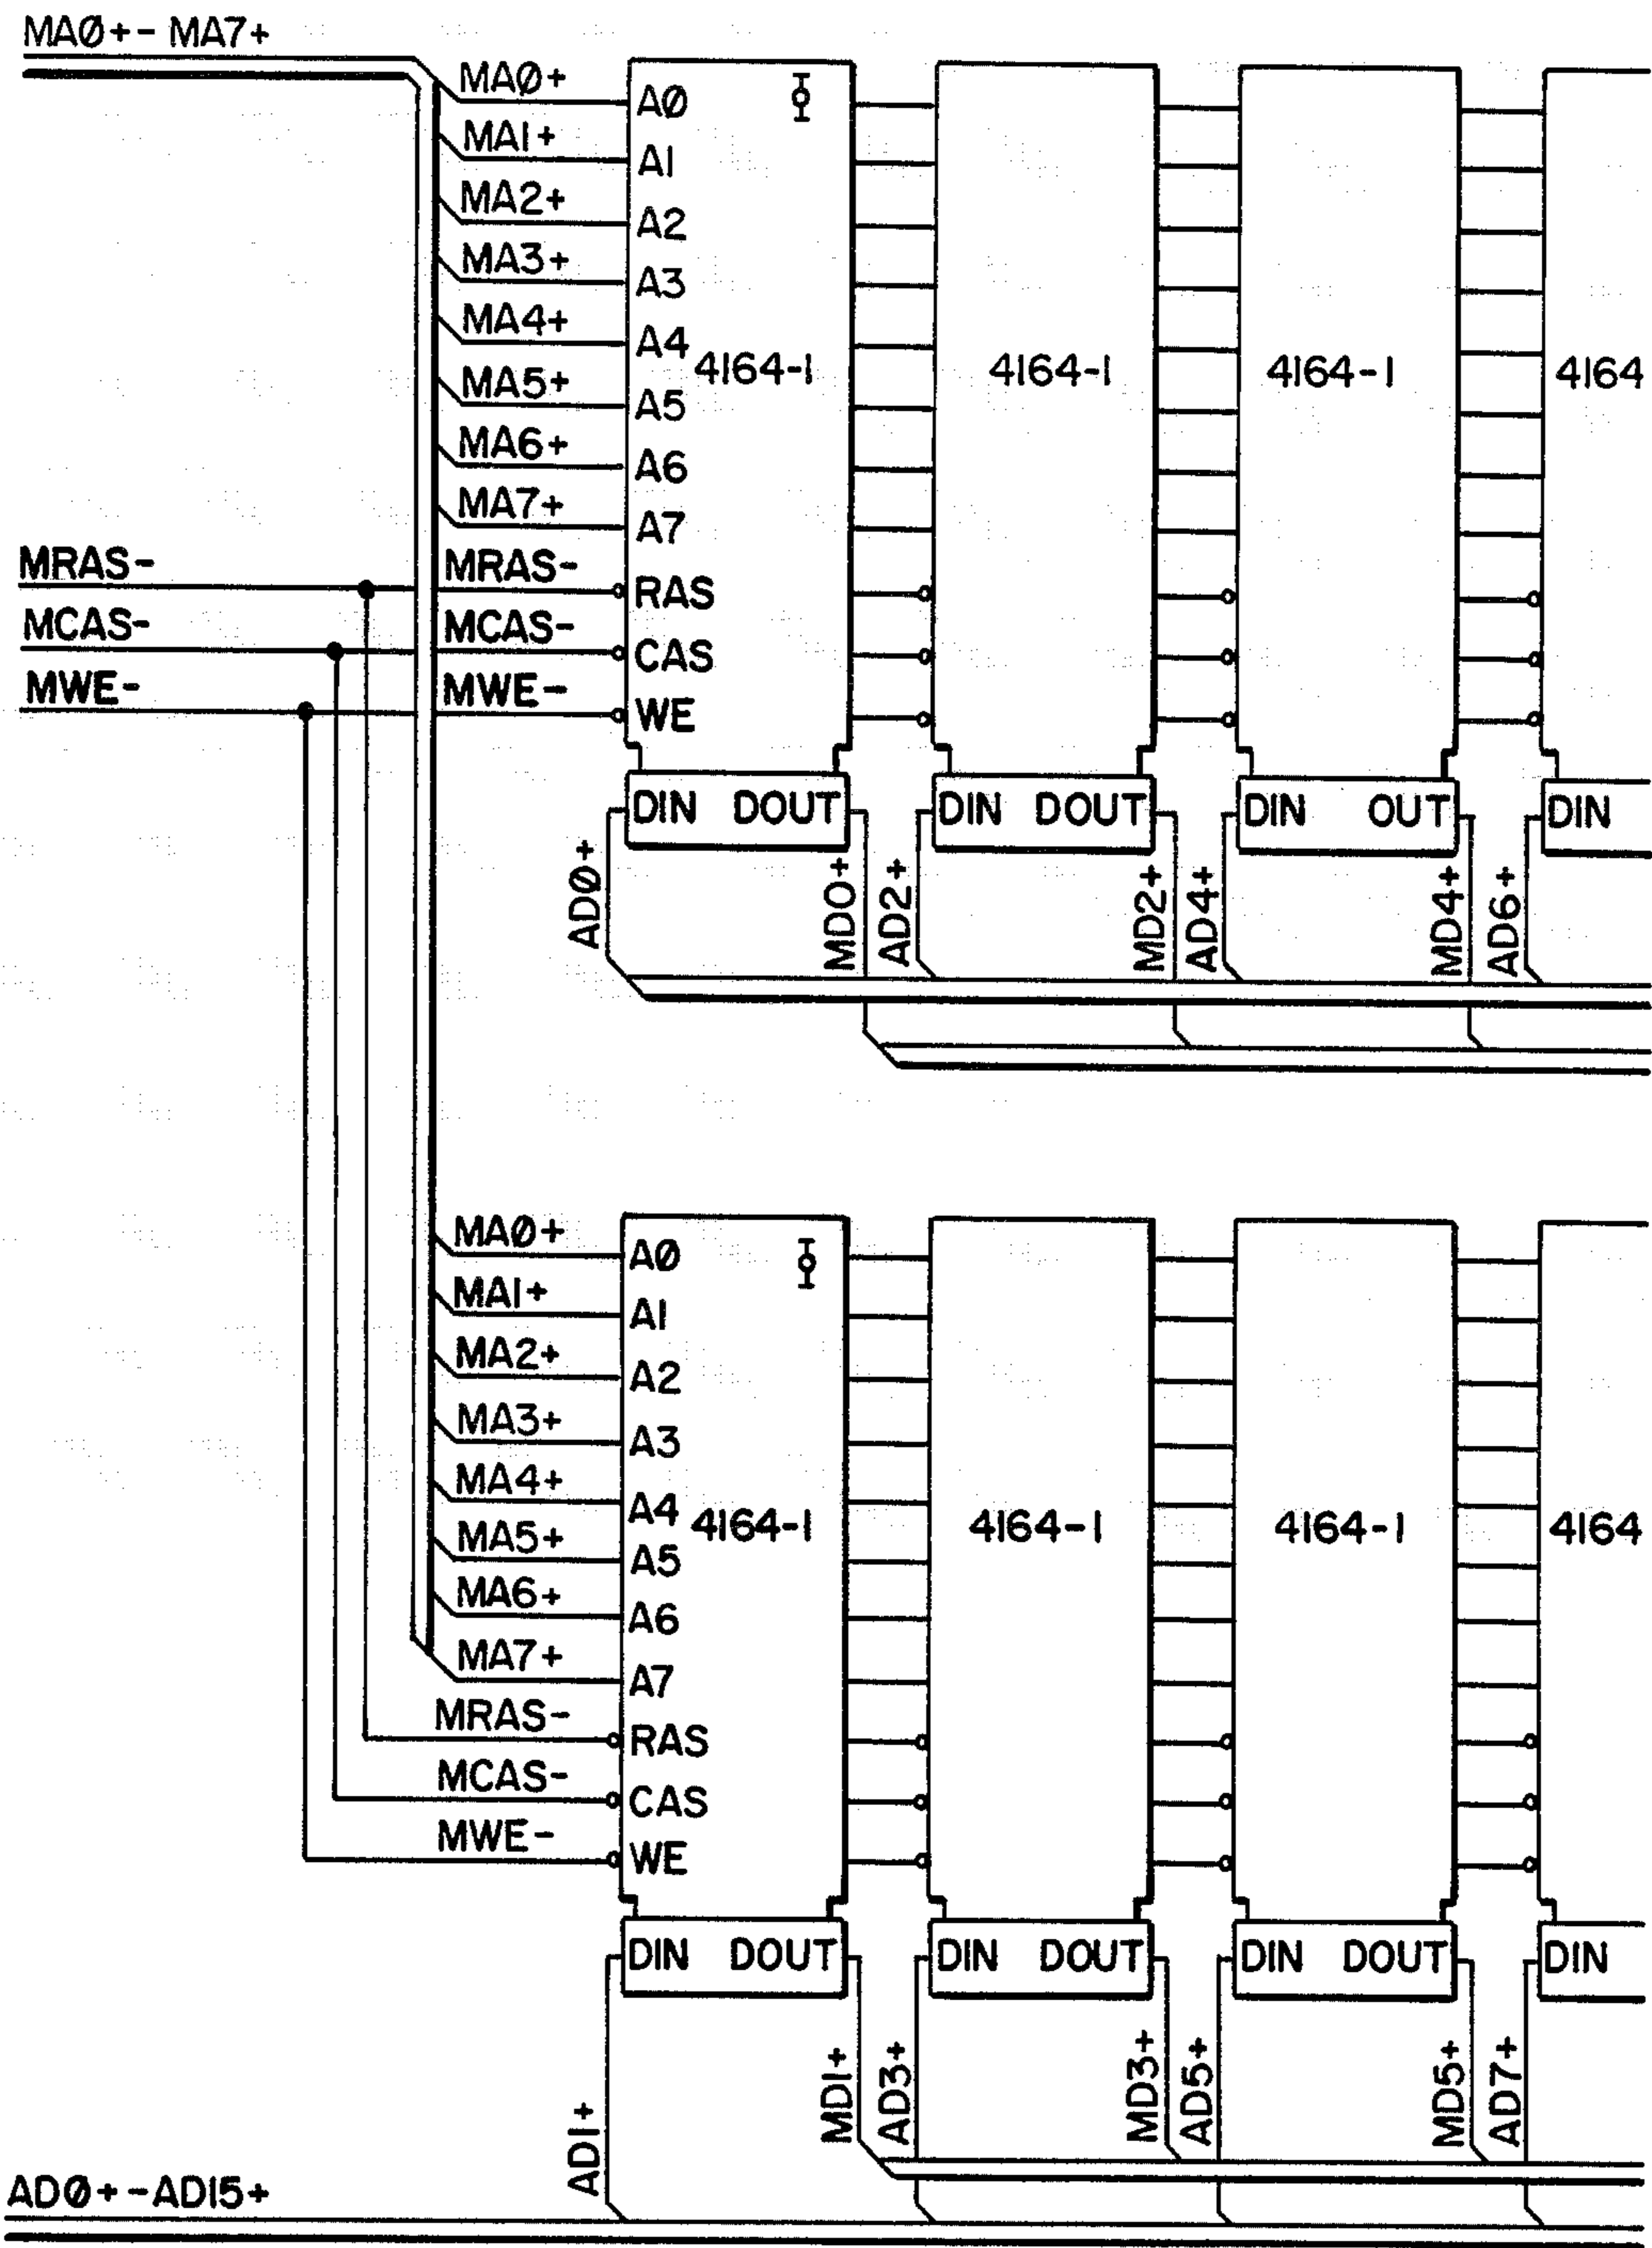 MAØ+- MA7+
MAØ+
AØ
MA1+
A1
MA2+
A2
MA3+
A3
MA4+
A4
4164-1
4164-1
4164-1
4164
MA5+
A5
MA6+
A6
MA7+
A7
MRAS-
MRAS-
RAS
MCAS-
MCAS-
CAS
MWE-
MWE-
WE
DIN DOUT
DIN DOUT
DIN OUT
DIN
ADØ+
MDO+
AD2+
MD2+
AD4+
MD4+
AD6+
MAØ+
AØ
MA1+
A1
MA2+
A2
MA3+
A3
MA4+
A4
4164-1
4164-1
4164-1
4164
MA5+
A5
MA6+
A6
MA7+
A7
MRAS-
RAS
MCAS-
CAS
MWE-
WE
DIN DOUT
DIN DOUT
DIN DOUT
DIN
AD1+
MD1+
AD3+
MD3+
AD5+
MD5+
AD7+
ADØ+-AD15+